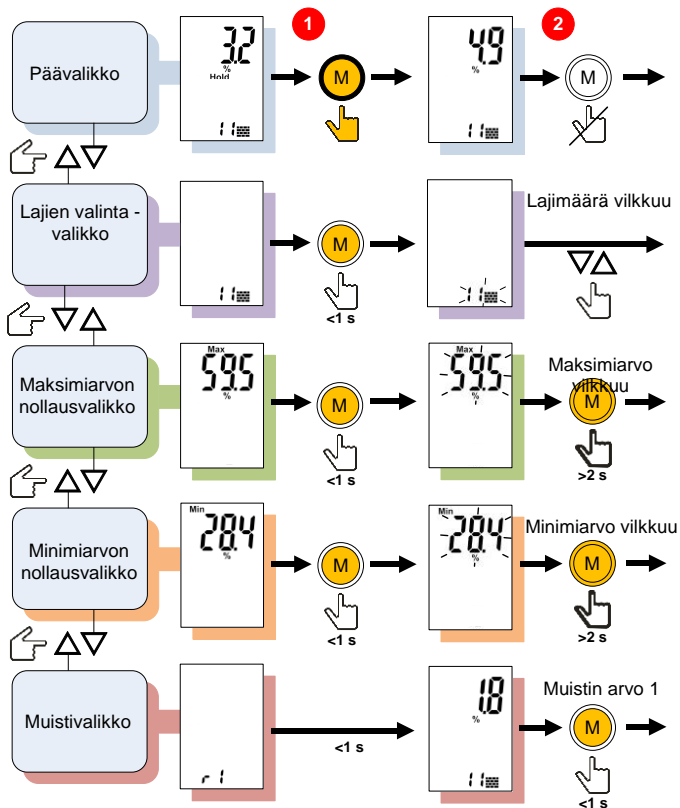 1
2
Päävalikko
3.2
%
Hold
11
M
4.9
%
11
M
Lajien valinta -
valikko
11
M
<1 s
11
Lajimäärä vilkkuu
Maksimiarvon
nollausvalikko
Max
59.5
%
M
<1 s
Max
59.5
%
Maksimiarvo
vilkkuu
M
>2 s
Minimiarvon
nollausvalikko
Min
28.4
%
M
<1 s
Min
28.4
%
Minimiarvo vilkkuu
M
>2 s
Muistivalikko
r1
<1 s
1.8
%
11
Muistin arvo 1
M
<1 s